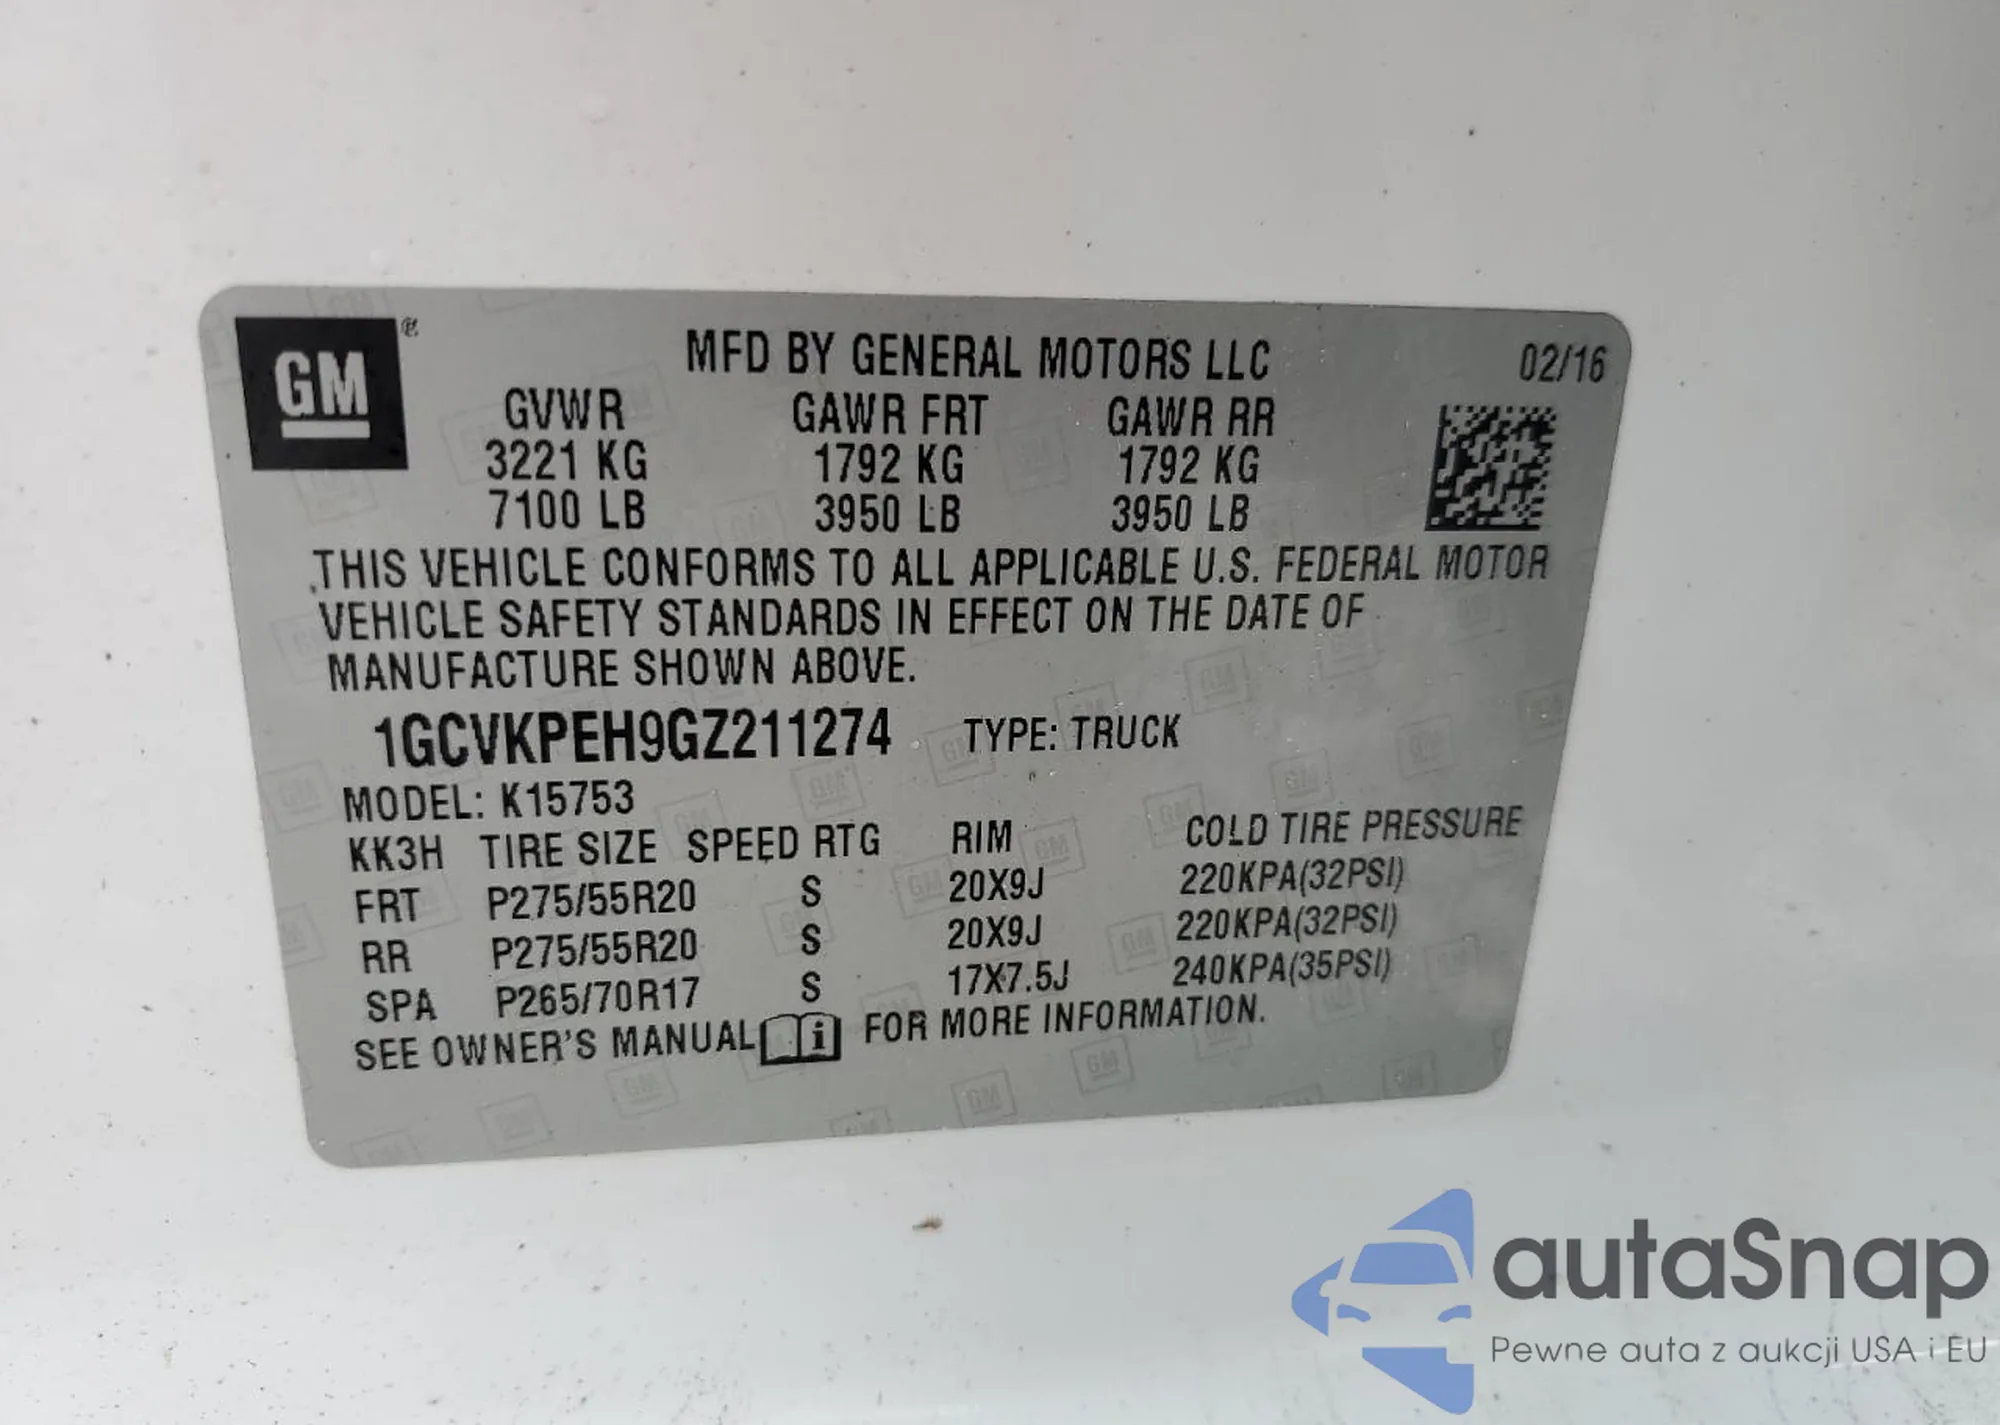 GM ®
MFD BY GENERAL MOTORS LLC 02/16
GVWR GAWR FRT GAWR RR
3221 KG 1792 KG 1792 KG
7100 LB 3950 LB 3950 LB
THIS VEHICLE CONFORMS TO ALL APPLICABLE U.S. FEDERAL MOTOR
VEHICLE SAFETY STANDARDS IN EFFECT ON THE DATE OF
MANUFACTURE SHOWN ABOVE.
1GCVKPEH9GZ211274 TYPE: TRUCK
MODEL: K15753
KK3H TIRE SIZE SPEED RTG RIM COLD TIRE PRESSURE
FRT P275/55R20 S 20X9J 220KPA(32PSI)
RR P275/55R20 S 20X9J 220KPA(32PSI)
SPA P265/70R17 S 17X7.5J 240KPA(35PSI)
SEE OWNER'S MANUAL i FOR MORE INFORMATION.
autaSnap
Pewne auta z aukcji USA i EU